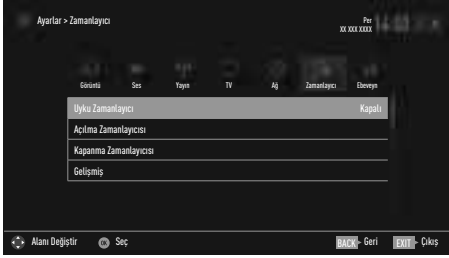 Ayarlar > Zamanlayıcı
Per
XX XXX XXXX
Görüntü Ses Yayın TV Ağ Zamanlayıcı Ebeveyn
Uyku Zamanlayıcı Kapalı
Açılma Zamanlayıcısı
Kapanma Zamanlayıcısı
Gelişmiş
Alanı Değiştir OK Seç BACK Geri EXIT Çıkış